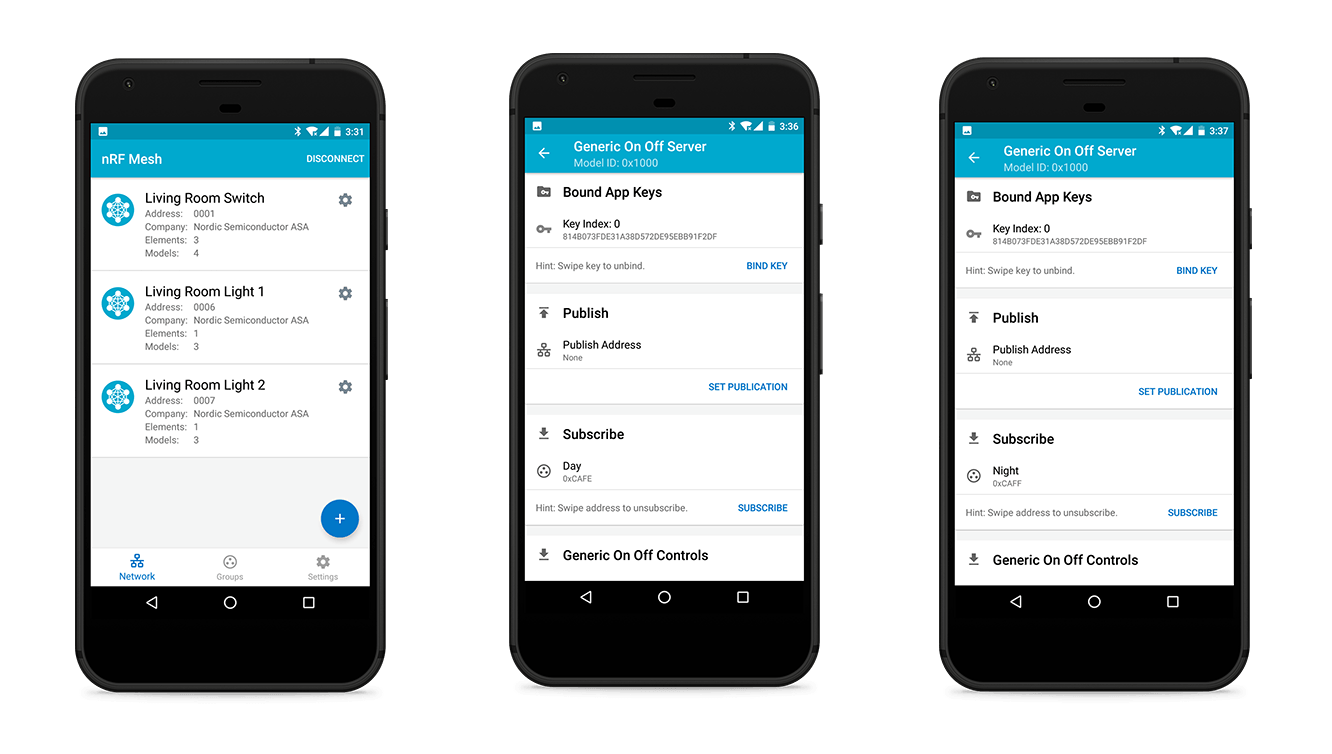 3:31
nRF Mesh DISCONNECT
Living Room Switch
Address: 0001
Company: Nordic Semiconductor ASA
Elements: 3
Models: 4
Living Room Light 1
Address: 0006
Company: Nordic Semiconductor ASA
Elements: 1
Models: 3
Living Room Light 2
Address: 0007
Company: Nordic Semiconductor ASA
Elements: 1
Models: 3
+
Network Groups Settings
3:36
Generic On Off Server
Model ID: 0x1000
Bound App Keys
Key Index: 0
814B073FDE31A38D572DE95EBB91F2DF
Hint: Swipe key to unbind. BIND KEY
Publish
Publish Address
None
SET PUBLICATION
Subscribe
Day
0xCAFE
Hint: Swipe address to unsubscribe. SUBSCRIBE
Generic On Off Controls
3:37
Generic On Off Server
Model ID: 0x1000
Bound App Keys
Key Index: 0
814B073FDE31A38D572DE95EBB91F2DF
Hint: Swipe key to unbind. BIND KEY
Publish
Publish Address
None
SET PUBLICATION
Subscribe
Night
0xCAFF
Hint: Swipe address to unsubscribe. SUBSCRIBE
Generic On Off Controls